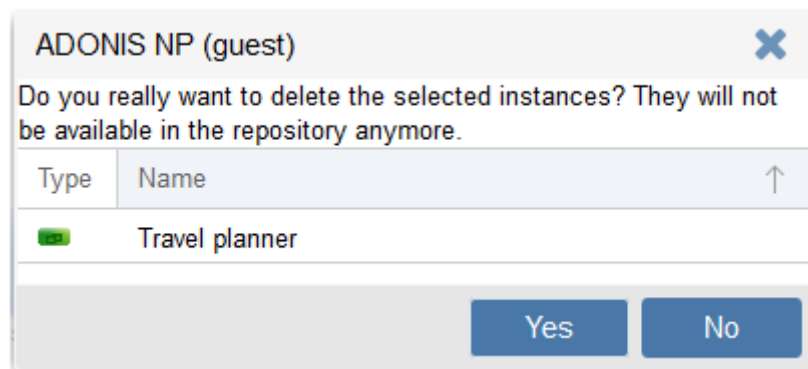 ADONIS NP (guest)
Do you really want to delete the selected instances? They will not
be available in the repository anymore.
Type Name
Travel planner
Yes No